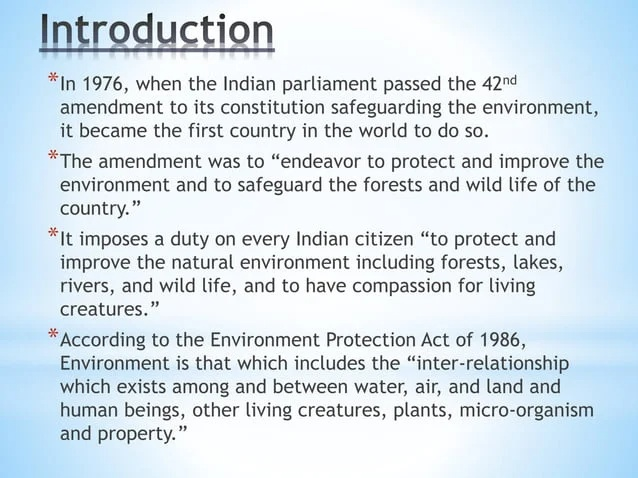 Introduction
*In 1976, when the Indian parliament passed the 42nd
amendment to its constitution safeguarding the environment,
it became the first country in the world to do so.
*The amendment was to “endeavor to protect and improve the
environment and to safeguard the forests and wild life of the
country.”
*It imposes a duty on every Indian citizen “to protect and
improve the natural environment including forests, lakes,
rivers, and wild life, and to have compassion for living
creatures.”
*According to the Environment Protection Act of 1986,
Environment is that which includes the “inter-relationship
which exists among and between water, air, and land and
human beings, other living creatures, plants, micro-organism
and property.”